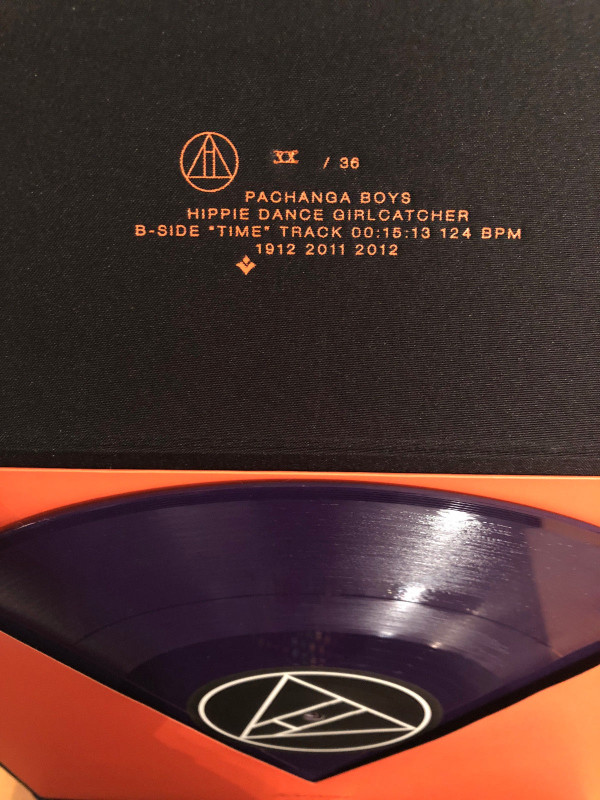 / 36
PACHANGA BOYS
HIPPIE DANCE GIRLCATCHER
B-SIDE "TIME" TRACK 00:15:13 124 BPM
1912 2011 2012